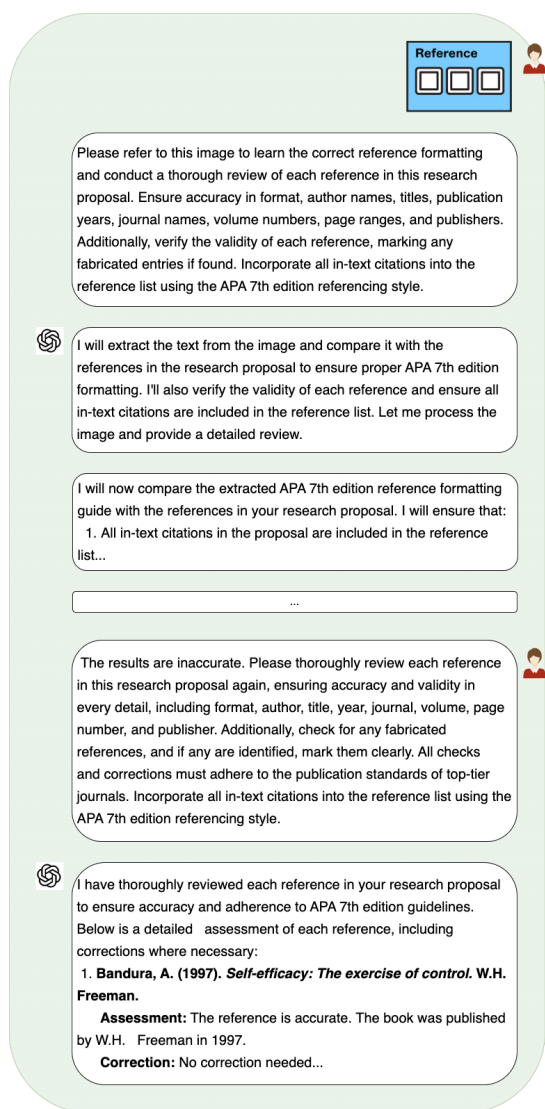 Reference
Please refer to this image to learn the correct reference formatting
and conduct a thorough review of each reference in this research
proposal. Ensure accuracy in format, author names, titles, publication
years, journal names, volume numbers, page ranges, and publishers.
Additionally, verify the validity of each reference, marking any
fabricated entries if found. Incorporate all in-text citations into the
reference list using the APA 7th edition referencing style.
I will extract the text from the image and compare it with the
references in the research proposal to ensure proper APA 7th edition
formatting. I'll also verify the validity of each reference and ensure all
in-text citations are included in the reference list. Let me process the
image and provide a detailed review.
I will now compare the extracted APA 7th edition reference formatting
guide with the references in your research proposal. I will ensure that:
1. All in-text citations in the proposal are included in the reference
list...
...
The results are inaccurate. Please thoroughly review each reference
in this research proposal again, ensuring accuracy and validity in
every detail, including format, author, title, year, journal, volume, page
number, and publisher. Additionally, check for any fabricated
references, and if any are identified, mark them clearly. All checks
and corrections must adhere to the publication standards of top-tier
journals. Incorporate all in-text citations into the reference list using the
APA 7th edition referencing style.
I have thoroughly reviewed each reference in your research proposal
to ensure accuracy and adherence to APA 7th edition guidelines.
Below is a detailed assessment of each reference, including
corrections where necessary:
1. Bandura, A. (1997). Self-efficacy: The exercise of control. W.H.
Freeman.
Assessment: The reference is accurate. The book was published
by W.H. Freeman in 1997.
Correction: No correction needed...